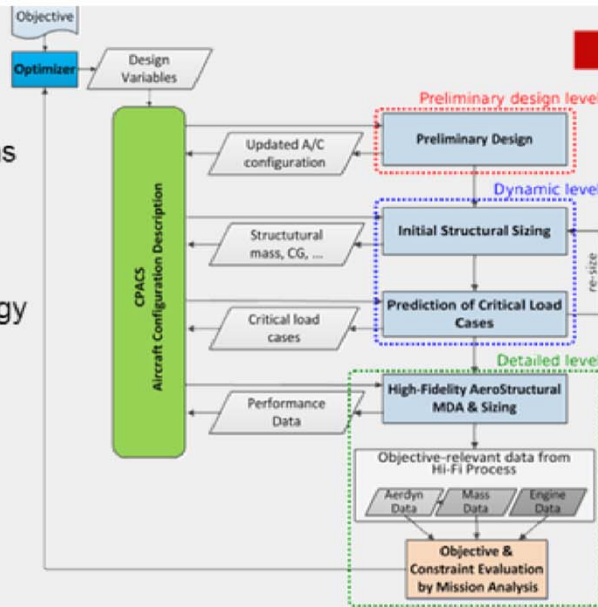 Objective
Optimizer
Design
Variables
Preliminary design level
Preliminary Design
Updated A/C
configuration
Dynamic level
Initial Structural Sizing
Structutural
mass, CG, ...
re-size
Prediction of Critical Load
Cases
Critical load
cases
CPACS
Aircraft Configuration Description
Detailed level
High-Fidelity AeroStructural
MDA & Sizing
Performance
Data
Objective-relevant data from
Hi-Fi Process
Aerdyn
Data
Mass
Data
Engine
Data
Objective &
Constraint Evaluation
by Mission Analysis